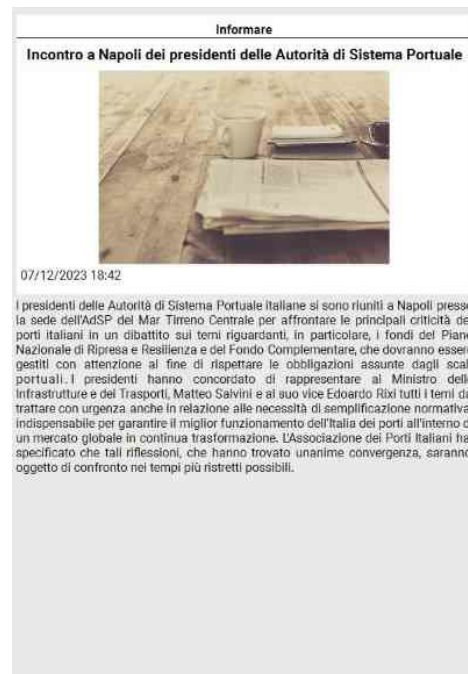 Informare
Incontro a Napoli dei presidenti delle Autorità di Sistema Portuale
07/12/2023 18:42
I presidenti delle Autorità di Sistema Portuale italiane si sono riuniti a Napoli presso
la sede dell'AdSP del Mar Tirreno Centrale per affrontare le principali criticità de
porti italiani in un dibattito sui temi riguardanti, in particolare, i fondi del Piano
Nazionale di Ripresa e Resilienza e del Fondo Complementare, che dovranno essere
gestiti con attenzione al fine di rispettare le obbligazioni assunte dagli scal
portuali. I presidenti hanno concordato di rappresentare al Ministro dell
Infrastrutture e dei Trasporti, Matteo Salvini e al suo vice Edoardo Rixi tutti i temi da
trattare con urgenza anche in relazione alle necessità di semplificazione normativa
indispensabile per garantire il miglior funzionamento dell'Italia dei porti all'interno d
un mercato globale in continua trasformazione. L'Associazione dei Porti Italiani ha
specificato che tali riflessioni, che hanno trovato unanime convergenza, saranno
oggetto di confronto nei tempi più ristretti possibili.